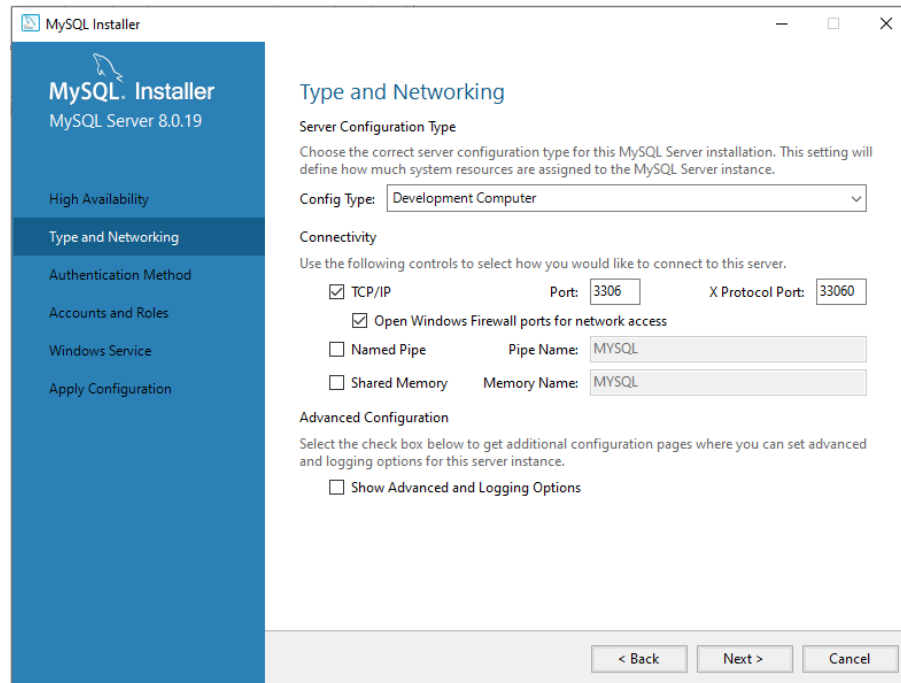 MySQL Installer
MySQL. Installer
MySQL Server 8.0.19
High Availability
Type and Networking
Authentication Method
Accounts and Roles
Windows Service
Apply Configuration
Type and Networking
Server Configuration Type
Choose the correct server configuration type for this MySQL Server installation. This setting will
define how much system resources are assigned to the MySQL Server instance.
Config Type: Development Computer
Connectivity
Use the following controls to select how you would like to connect to this server.
TCP/IP Port: 3306 X Protocol Port: 33060
Open Windows Firewall ports for network access
Named Pipe Pipe Name: MYSQL
Shared Memory Memory Name: MYSQL
Advanced Configuration
Select the check box below to get additional configuration pages where you can set advanced
and logging options for this server instance.
Show Advanced and Logging Options
< Back Next > Cancel